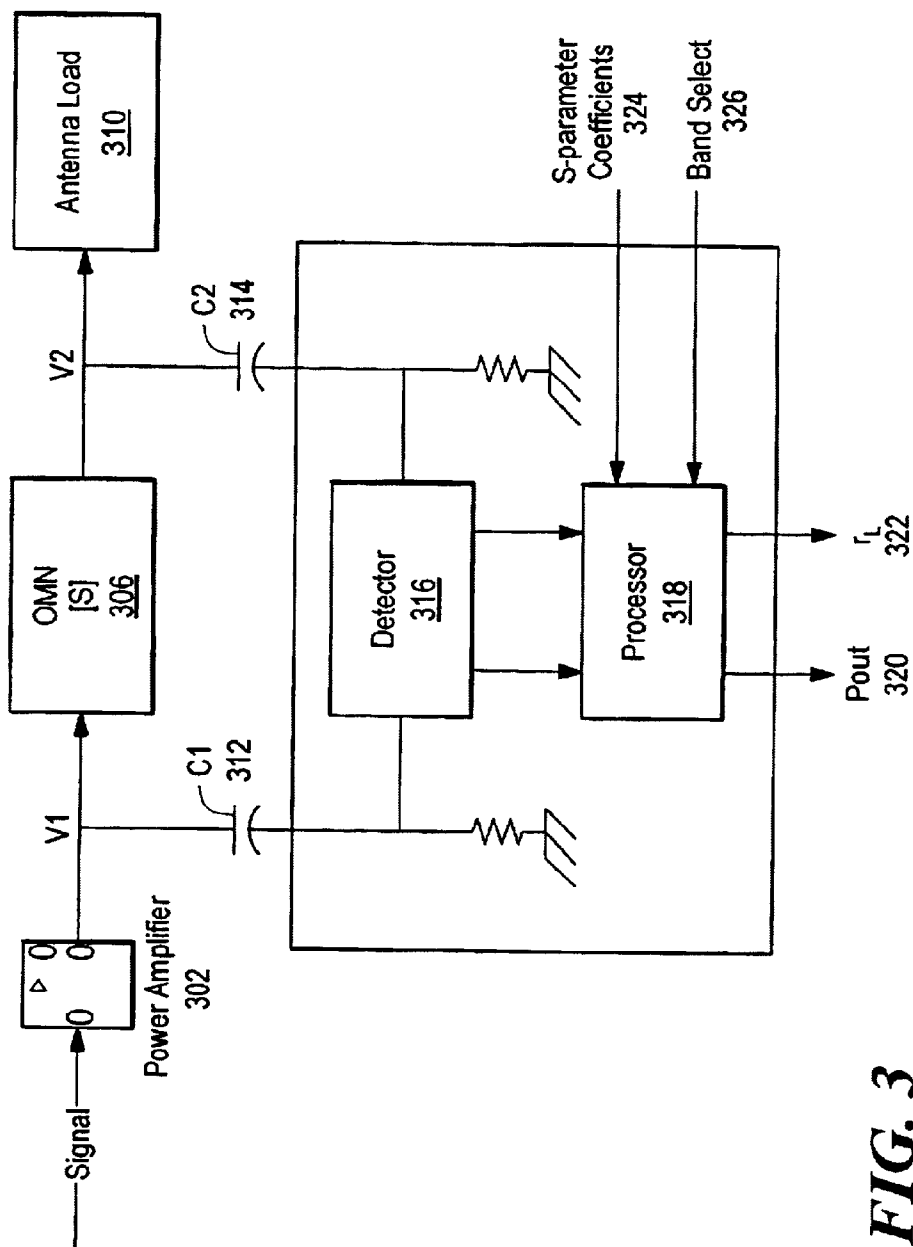 Signal
Power Amplifier
302
V1
OMN
[S]
306
V2
Antenna Load
310
C1
312
C2
314
Detector
316
Processor
318
S-parameter
Coefficients
324
Band Select
326
Pout
320
rL
322
FIG. 3